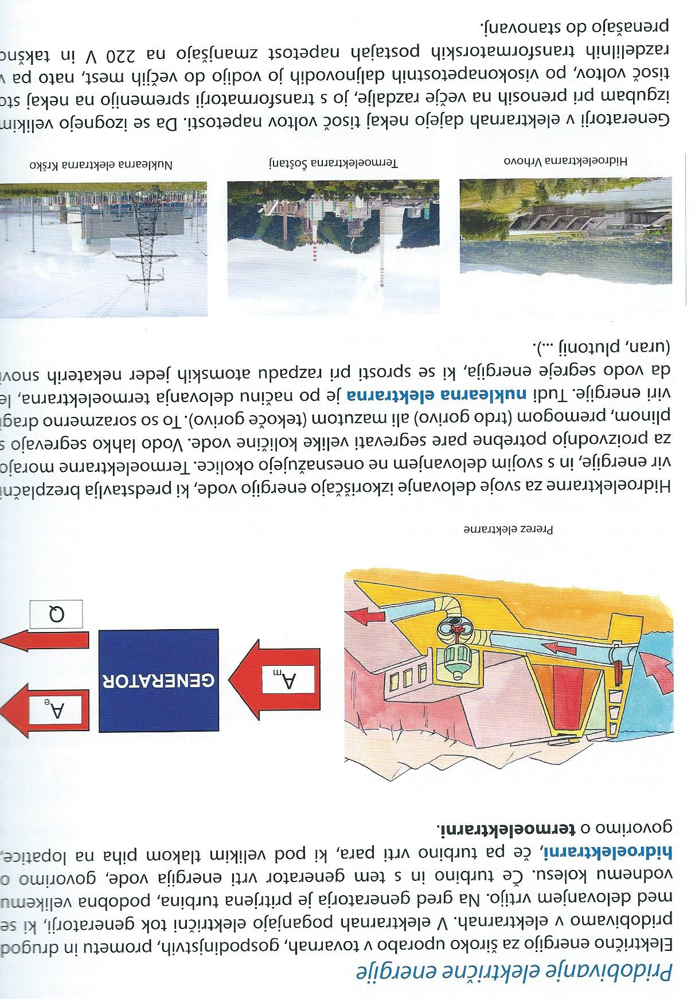 Pridobivanje električne energije
Električno energijo za široko uporabo v tovarnah, gospodinjstvih, prometu in drugod
pridobivamo v elektrarnah. V elektrarnah poganjajo električni tok generatorji, ki se
med delovanjem vrtijo. Na gred generatorja je pritrjena turbina, podobna velikemu
vodnemu kolesu. Če turbino in s tem generator vrti energija vode, govorimo o
hidroelektrarni, če pa turbino vrti para, ki pod velikim tlakom piha na lopatice,
govorimo o termoelektrarni.
A m
GENERATOR
A e
Q
Prerez elektrarne
Hidroelektrarne za svoje delovanje izkoriščajo energijo vode, ki predstavlja brezplačni
vir energije, in s svojim delovanjem ne onesnažujejo okolice. Termoelektrarne morajo
za proizvodnjo potrebne pare segrevati velike količine vode. Vodo lahko segrevajo s
plinom, premogom (trdo gorivo) ali mazutom (tekoče gorivo). To so sorazmerno dragi
viri energije. Tudi nuklearna elektrarna je po načinu delovanja termoelektrarna, le
da vodo segreje energija, ki se sprosti pri razpadu atomskih jeder nekaterih snovi
(uran, plutonij ...).
Hidroelektrarna Vrhovo
Termoelektrarna Šoštanj
Nuklearna elektrarna Krško
Generatorji v elektrarnah dajejo nekaj tisoč voltov napetosti. Da se izognejo velikim
izgubam pri prenosih na večje razdalje, jo s transformatorji spremenijo na nekaj sto
tisoč voltov, po visokonapetostnih daljnovodih jo vodijo do večjih mest, nato pa v
razdelilnih transformatorskih postajah napetost zmanjšajo na 220 V in takšno
prenašajo do stanovanj.